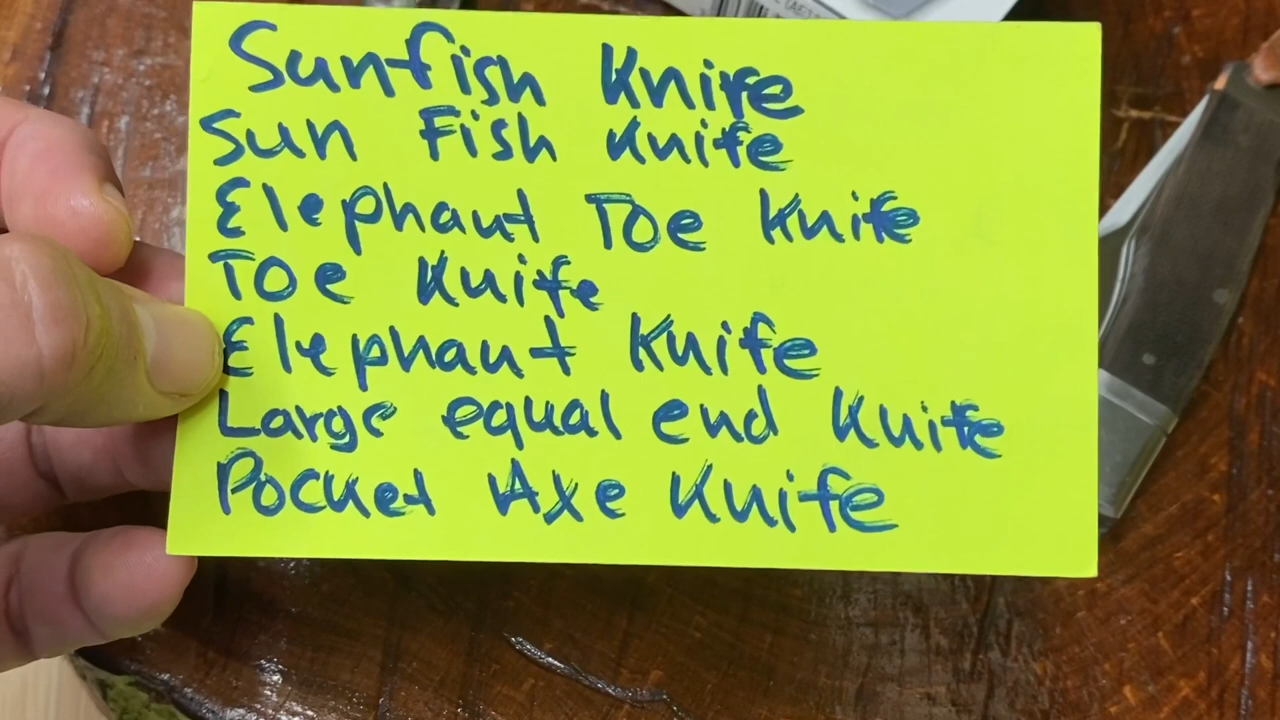 Sunfish Knife
Sun Fish Knife
Elephant Toe Knife
Toe Knife
Elephant Knife
Large equal end Knife
Pocket Axe Knife